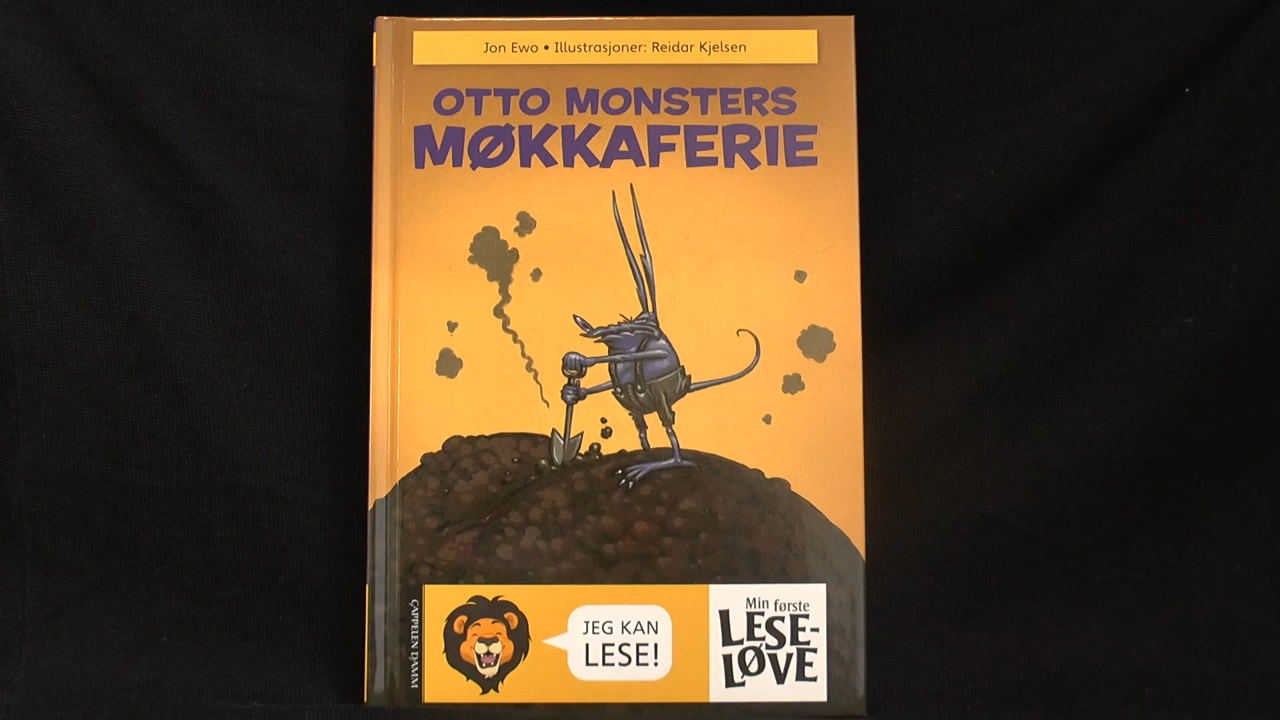 Jon Ewo • Illustrasjoner: Reidar Kjelsen
OTTO MONSTERS
MØKKAFERIE
CAPPELEN DAMM
JEG KAN
LESE!
Min første
LESE-
LØVE